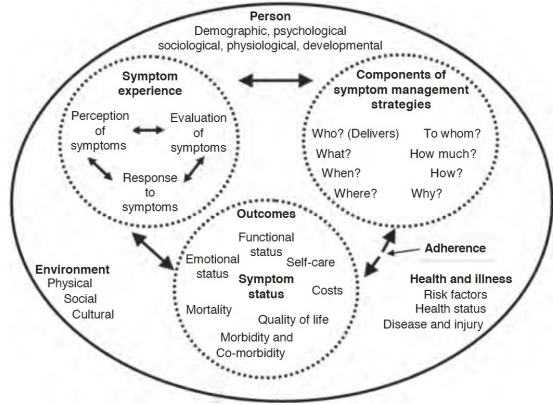 Person
Demographic, psychological
sociological, physiological, developmental
Symptom
experience
Perception
of
symptoms
Evaluation
of
symptoms
Response
to
symptoms
Components of
symptom management
strategies
Who? (Delivers)
To whom?
What?
How much?
When?
How?
Where?
Why?
Outcomes
Functional
status
Emotional
status
Self-care
Symptom
status
Costs
Mortality
Quality of life
Morbidity and
Co-morbidity
Adherence
Environment
Physical
Social
Cultural
Health and illness
Risk factors
Health status
Disease and injury